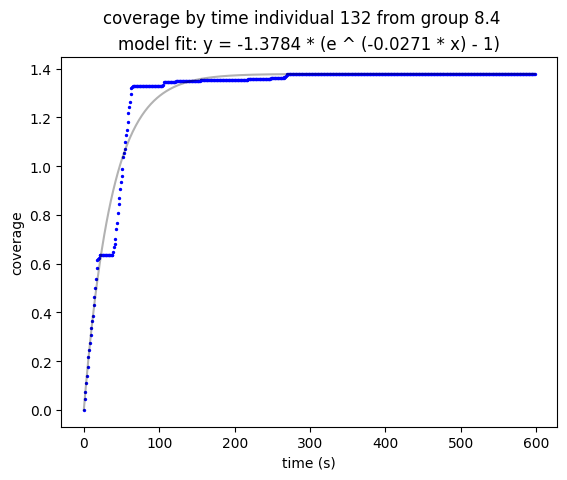 coverage by time individual 132 from group 8.4
model fit: y = -1.3784 * (e ^ (-0.0271 * x) - 1)
1.4
1.2
1.0
0.8
0.6
0.4
0.2
0.0
coverage
0 100 200 300 400 500 600
time (s)